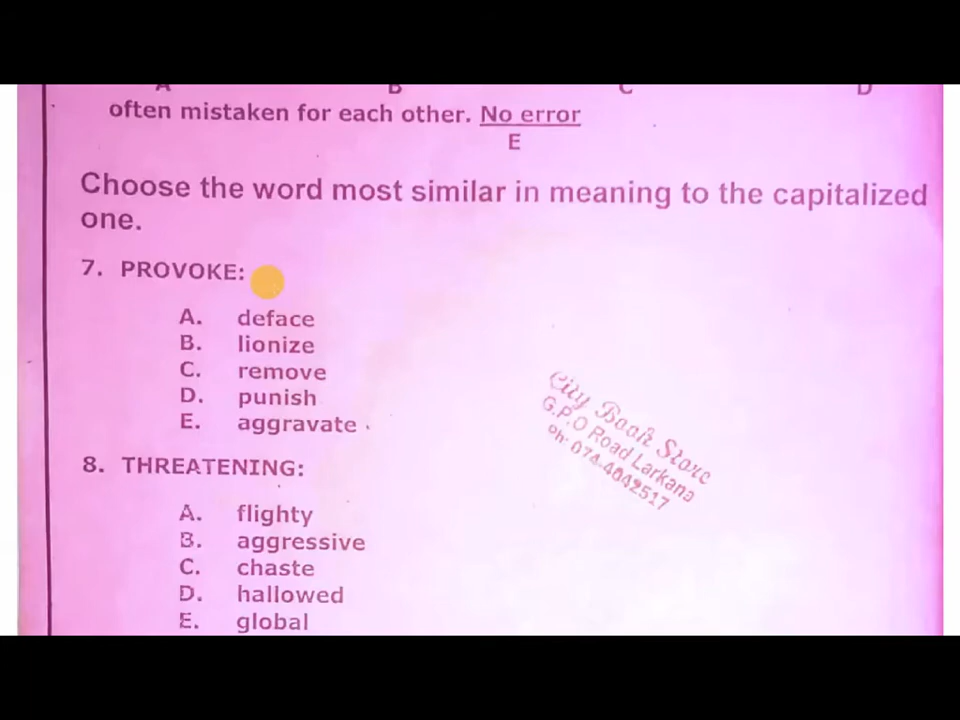 A B C D
often mistaken for each other. No error
E
Choose the word most similar in meaning to the capitalized
one.
7. PROVOKE:
A. deface
B. lionize
C. remove
D. punish
E. aggravate
8. THREATENING:
A. flighty
B. aggressive
C. chaste
D. hallowed
E. global
City Book Store
G.P.O Road Larkana
Ph: 074-4042517